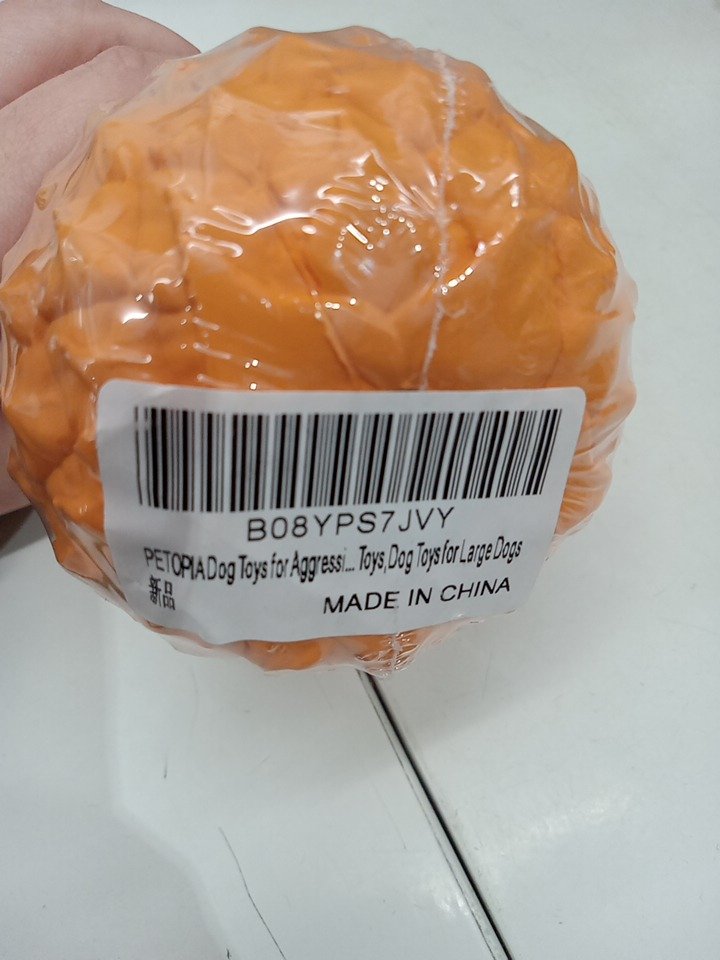 B08YPS7JVY
PETOPIA Dog Toys for Aggressi... Toys,Dog Toys for Large Dogs
新品
MADE IN CHINA